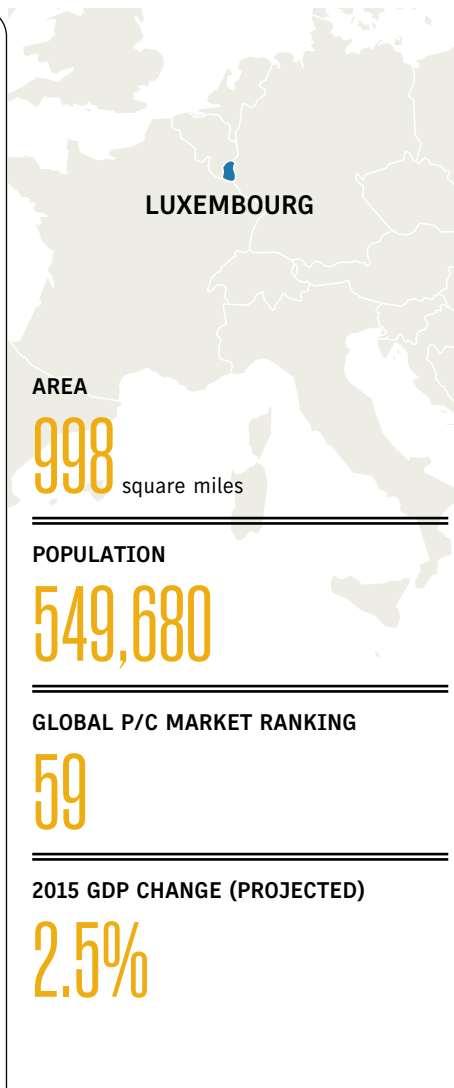 LUXEMBOURG
AREA
998 square miles
POPULATION
549,680
GLOBAL P/C MARKET RANKING
59
2015 GDP CHANGE (PROJECTED)
2.5%